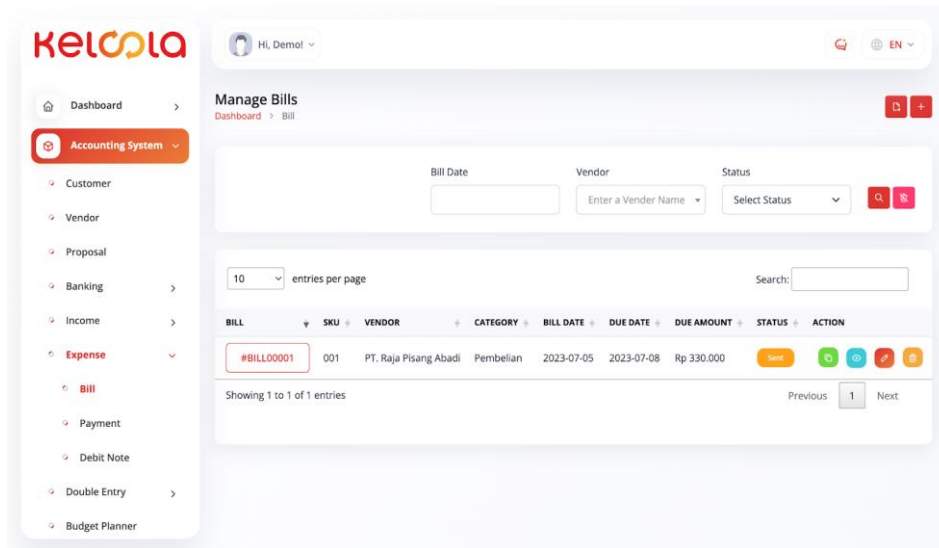 Keloola
Hi, Demo!
EN
Dashboard
Accounting System
Customer
Vendor
Proposal
Banking
Income
Expense
Bill
Payment
Debit Note
Double Entry
Budget Planner
Manage Bills
Dashboard > Bill
Bill Date
Vendor
Status
Enter a Vender Name
Select Status
10 entries per page
Search:
BILL SKU VENDOR CATEGORY BILL DATE DUE DATE DUE AMOUNT STATUS ACTION
#BILL00001 001 PT. Raja Pisang Abadi Pembelian 2023-07-05 2023-07-08 Rp 330.000 Sent
Showing 1 to 1 of 1 entries
Previous 1 Next